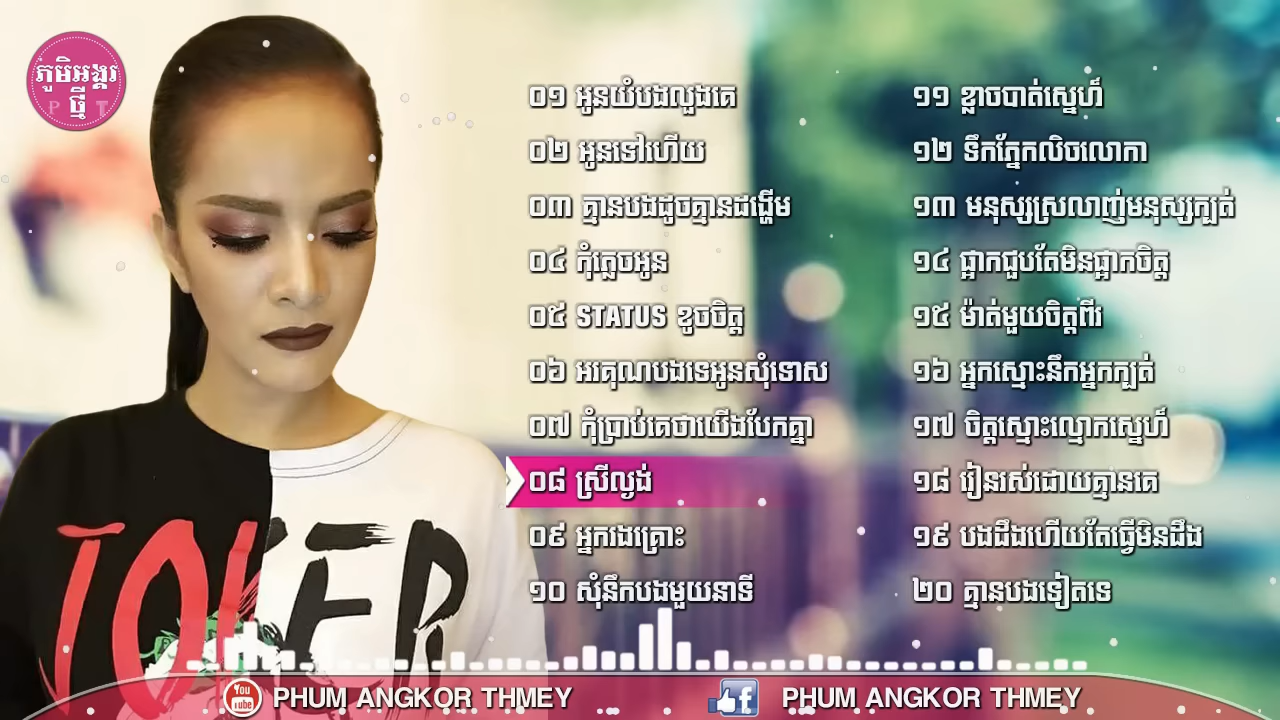 ភូមិអង្គរ
ថ្មី
P T
០១ អូនយំបងលួងគេ
០២ អូនទៅហើយ
០៣ គ្មានបងដូចគ្មានដង្ហើម
០៤ កុំភ្លេចអូន
០៥ STATUS ខូចចិត្ត
០៦ អរគុណបងទេអូនសុំទោស
០៧ កុំប្រាប់គេថាយើងបែកគ្នា
០៨ ស្រីល្ងង់
០៩ អ្នករងគ្រោះ
១០ សុំនឹកបងមួយនាទី
១១ ខ្លាចបាត់ស្នេហ៍
១២ ទឹកភ្នែកលិចលោកា
១៣ មនុស្សស្រលាញ់មនុស្សក្បត់
១៤ ផ្អាកជួបតែមិនផ្អាកចិត្ត
១៥ ម៉ាត់មួយចិត្តពីរ
១៦ អ្នកស្មោះនឹកអ្នកក្បត់
១៧ ចិត្តស្មោះល្មោកស្នេហ៍
១៨ រៀនរស់ដោយគ្មានគេ
១៩ បងដឹងហើយតែធ្វើមិនដឹង
២០ គ្មានបងទៀតទេ
JOKER
You Tube PHUM ANGKOR THMEY
f PHUM ANGKOR THMEY